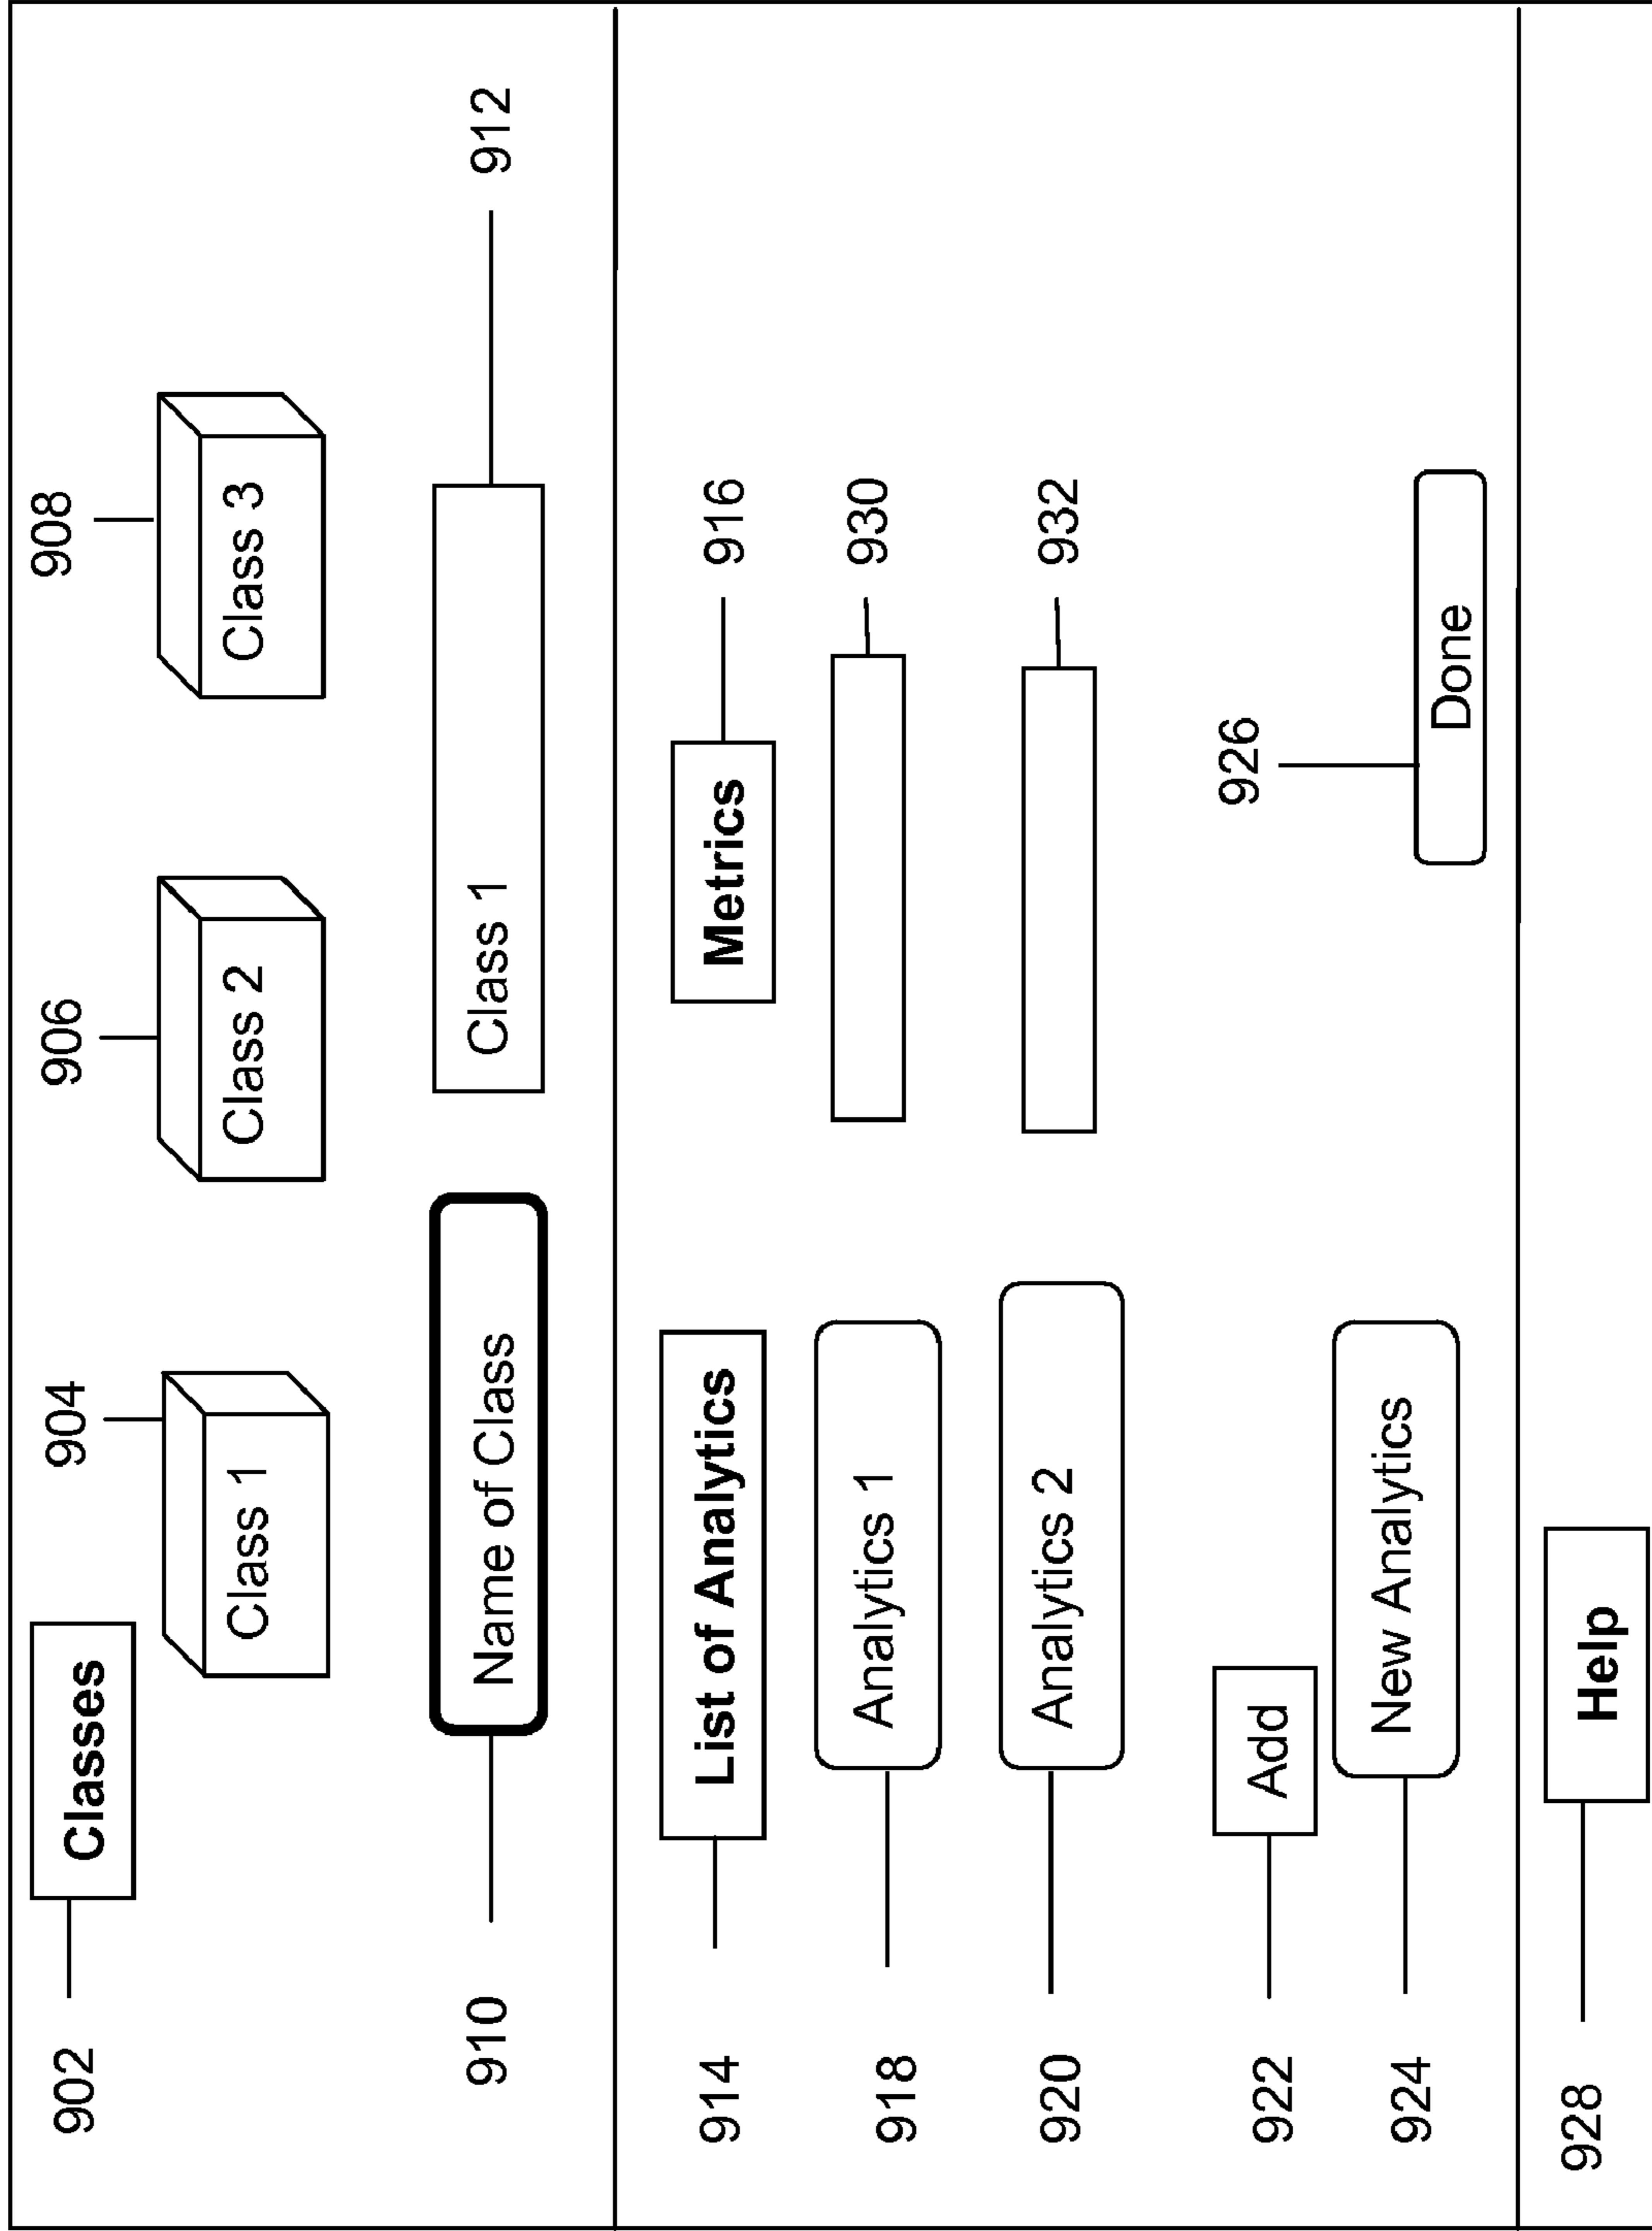 902
Classes
904
906
908
Class 1
Class 2
Class 3
910
Name of Class
Class 1
912
914
List of Analytics
Metrics
916
918
Analytics 1
930
920
Analytics 2
932
922
Add
926
924
New Analytics
Done
928
Help